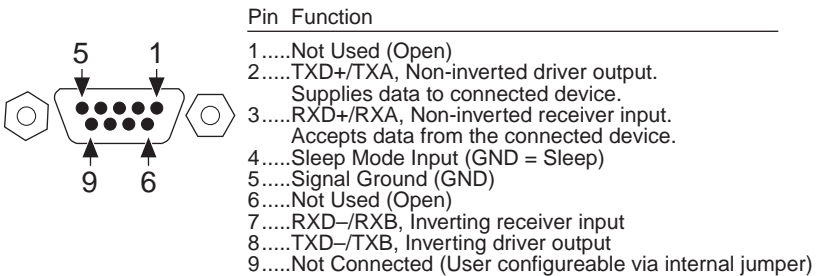 Pin Function
5 1
9 6
1.....Not Used (Open)
2.....TXD+/TXA, Non-inverted driver output.
Supplies data to connected device.
3.....RXD+/RXA, Non-inverted receiver input.
Accepts data from the connected device.
4.....Sleep Mode Input (GND = Sleep)
5.....Signal Ground (GND)
6.....Not Used (Open)
7.....RXD–/RXB, Inverting receiver input
8.....TXD–/TXB, Inverting driver output
9.....Not Connected (User configureable via internal jumper)